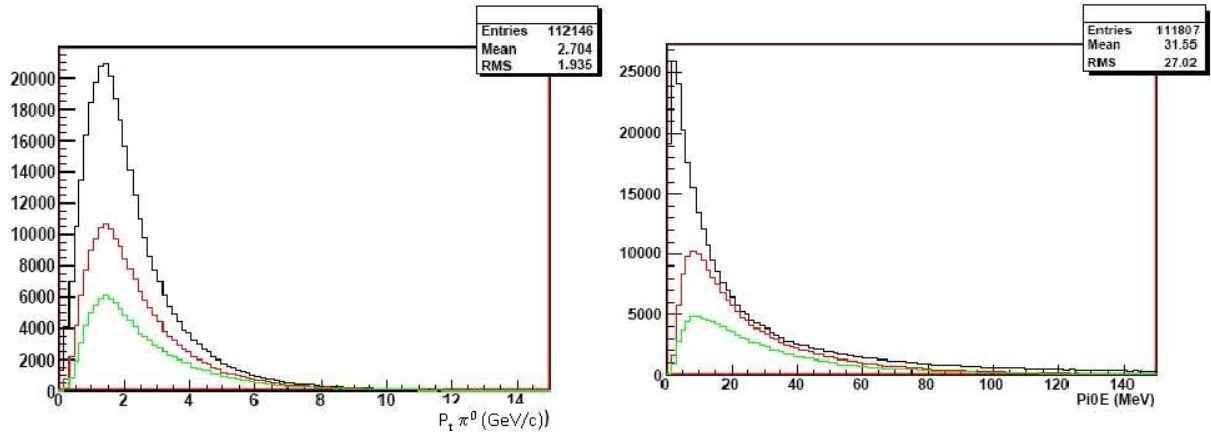 Entries 112146
Mean 2.704
RMS 1.935
20000
18000
16000
14000
12000
10000
8000
6000
4000
2000
0
0 2 4 6 8 10 12 14
P_t π⁰ (GeV/c))
Entries 111807
Mean 31.55
RMS 27.02
25000
20000
15000
10000
5000
0
0 20 40 60 80 100 120 140
Pi0E (MeV)